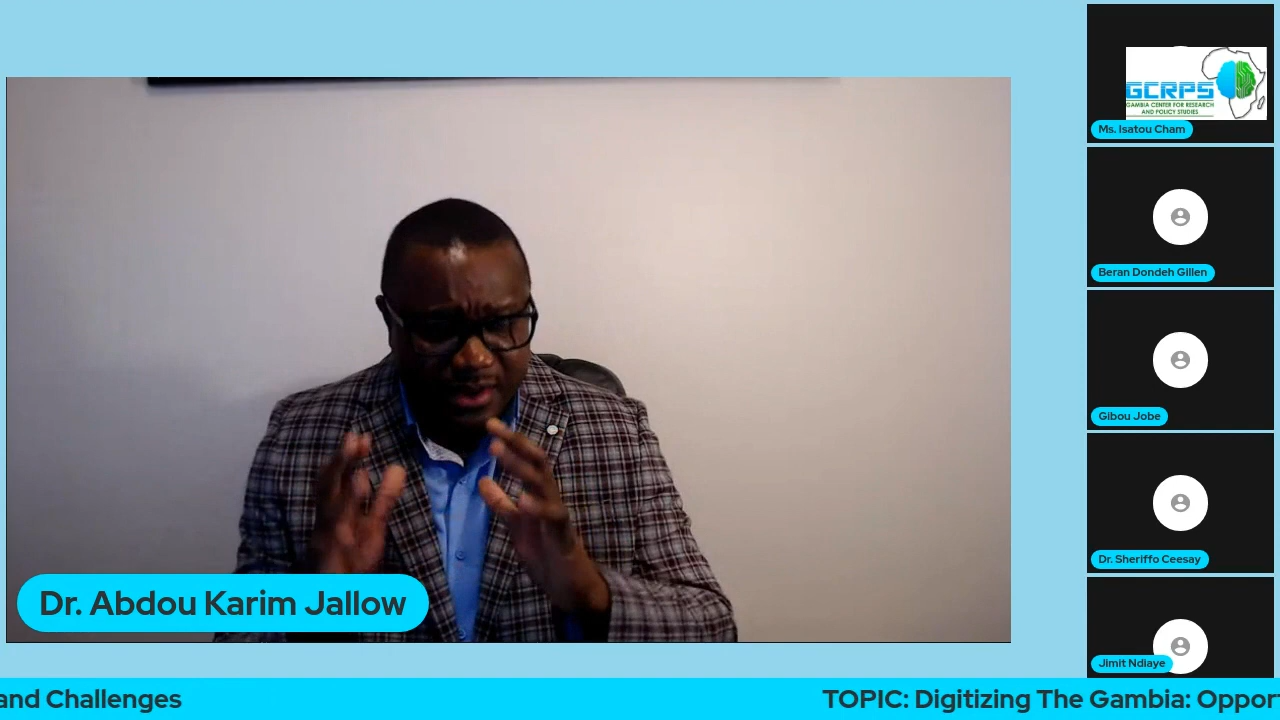 GCRPS
GAMBIA CENTER FOR RESEARCH
AND POLICY STUDIES
Ms. Isatou Cham
Beran Dondeh Gillen
Gibou Jobe
Dr. Sheriffo Ceesay
Jimit Ndiaye
Dr. Abdou Karim Jallow
and Challenges
TOPIC: Digitizing The Gambia: Oppor